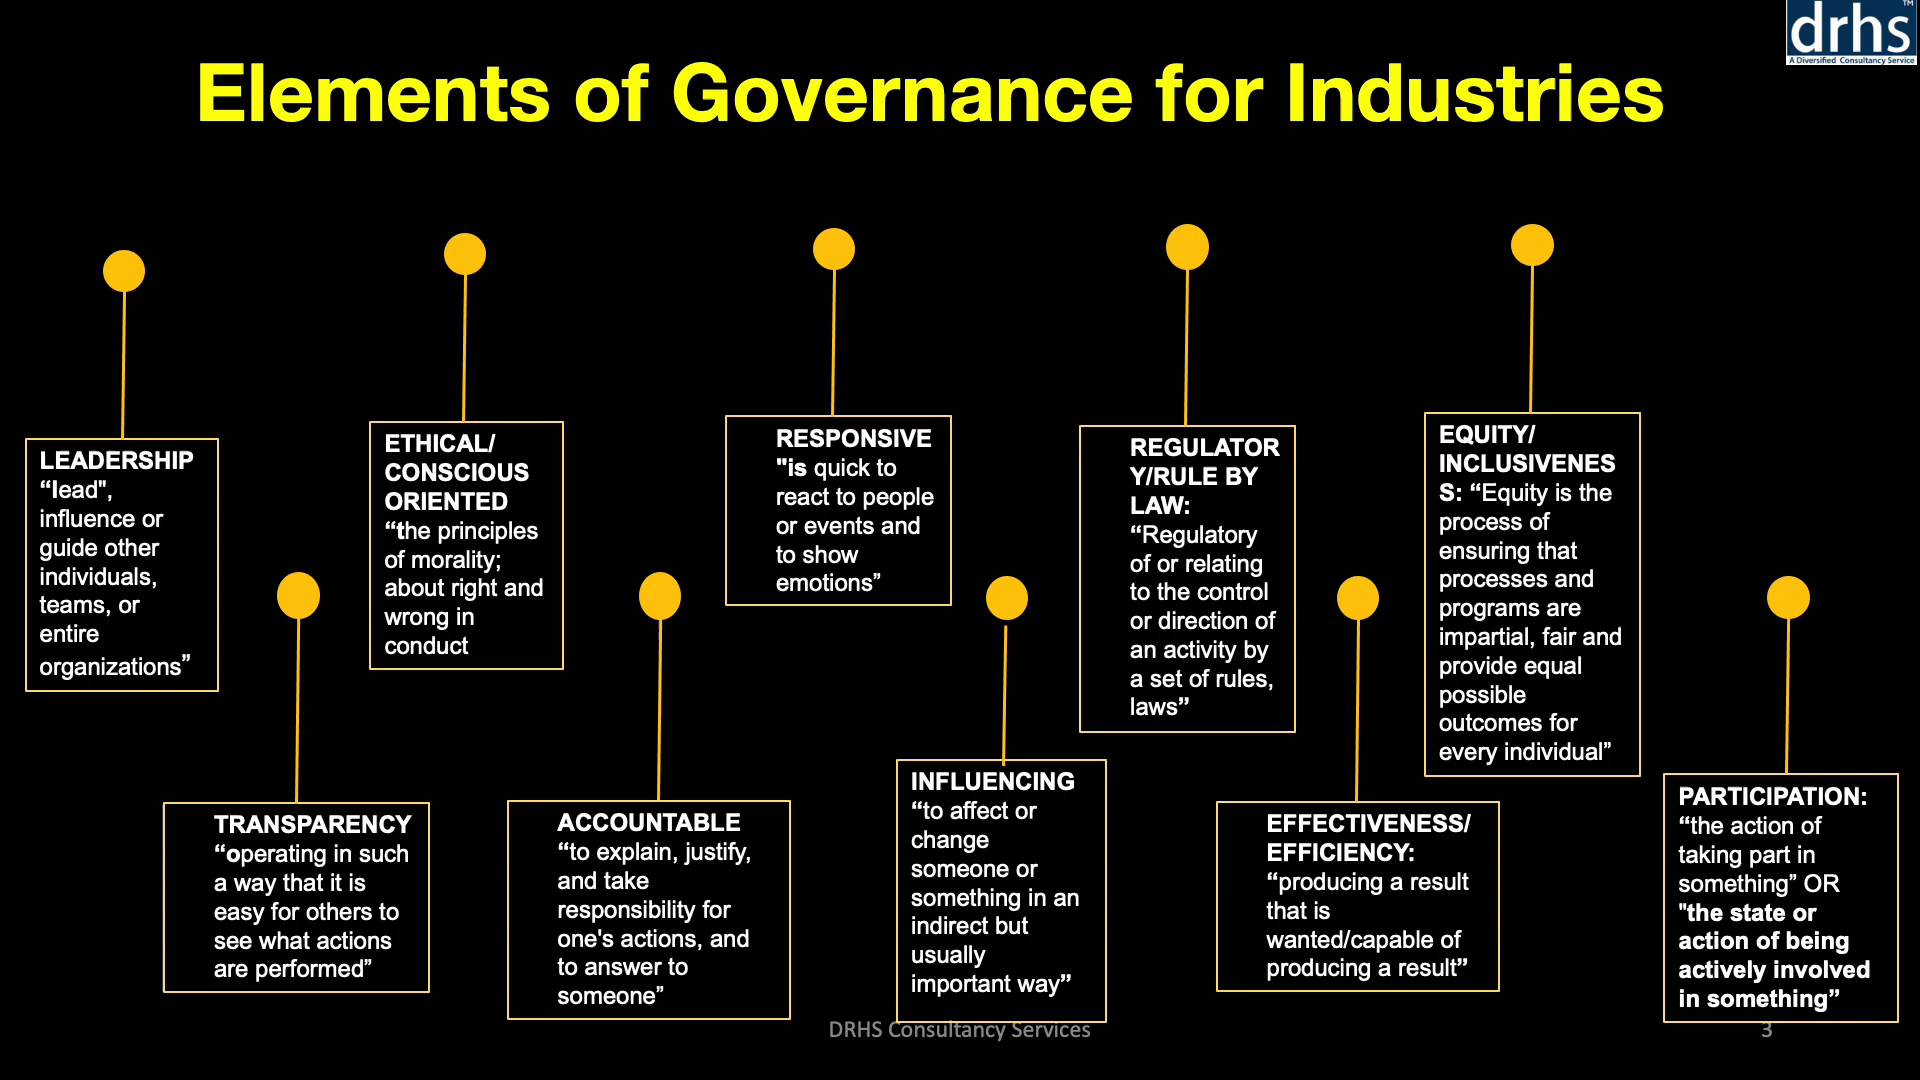 drhs™
A Diversified Consultancy Service
Elements of Governance for Industries
LEADERSHIP
“lead",
influence or
guide other
individuals,
teams, or
entire
organizations”
TRANSPARENCY
“operating in such
a way that it is
easy for others to
see what actions
are performed”
ETHICAL/
CONSCIOUS
ORIENTED
“the principles
of morality;
about right and
wrong in
conduct
ACCOUNTABLE
“to explain, justify,
and take
responsibility for
one's actions, and
to answer to
someone”
RESPONSIVE
"is quick to
react to people
or events and
to show
emotions”
INFLUENCING
“to affect or
change
someone or
something in an
indirect but
usually
important way”
REGULATOR
Y/RULE BY
LAW:
“Regulatory
of or relating
to the control
or direction of
an activity by
a set of rules,
laws”
EFFECTIVENESS/
EFFICIENCY:
“producing a result
that is
wanted/capable of
producing a result”
EQUITY/
INCLUSIVENES
S: “Equity is the
process of
ensuring that
processes and
programs are
impartial, fair and
provide equal
possible
outcomes for
every individual”
PARTICIPATION:
“the action of
taking part in
something” OR
"the state or
action of being
actively involved
in something”
DRHS Consultancy Services
3